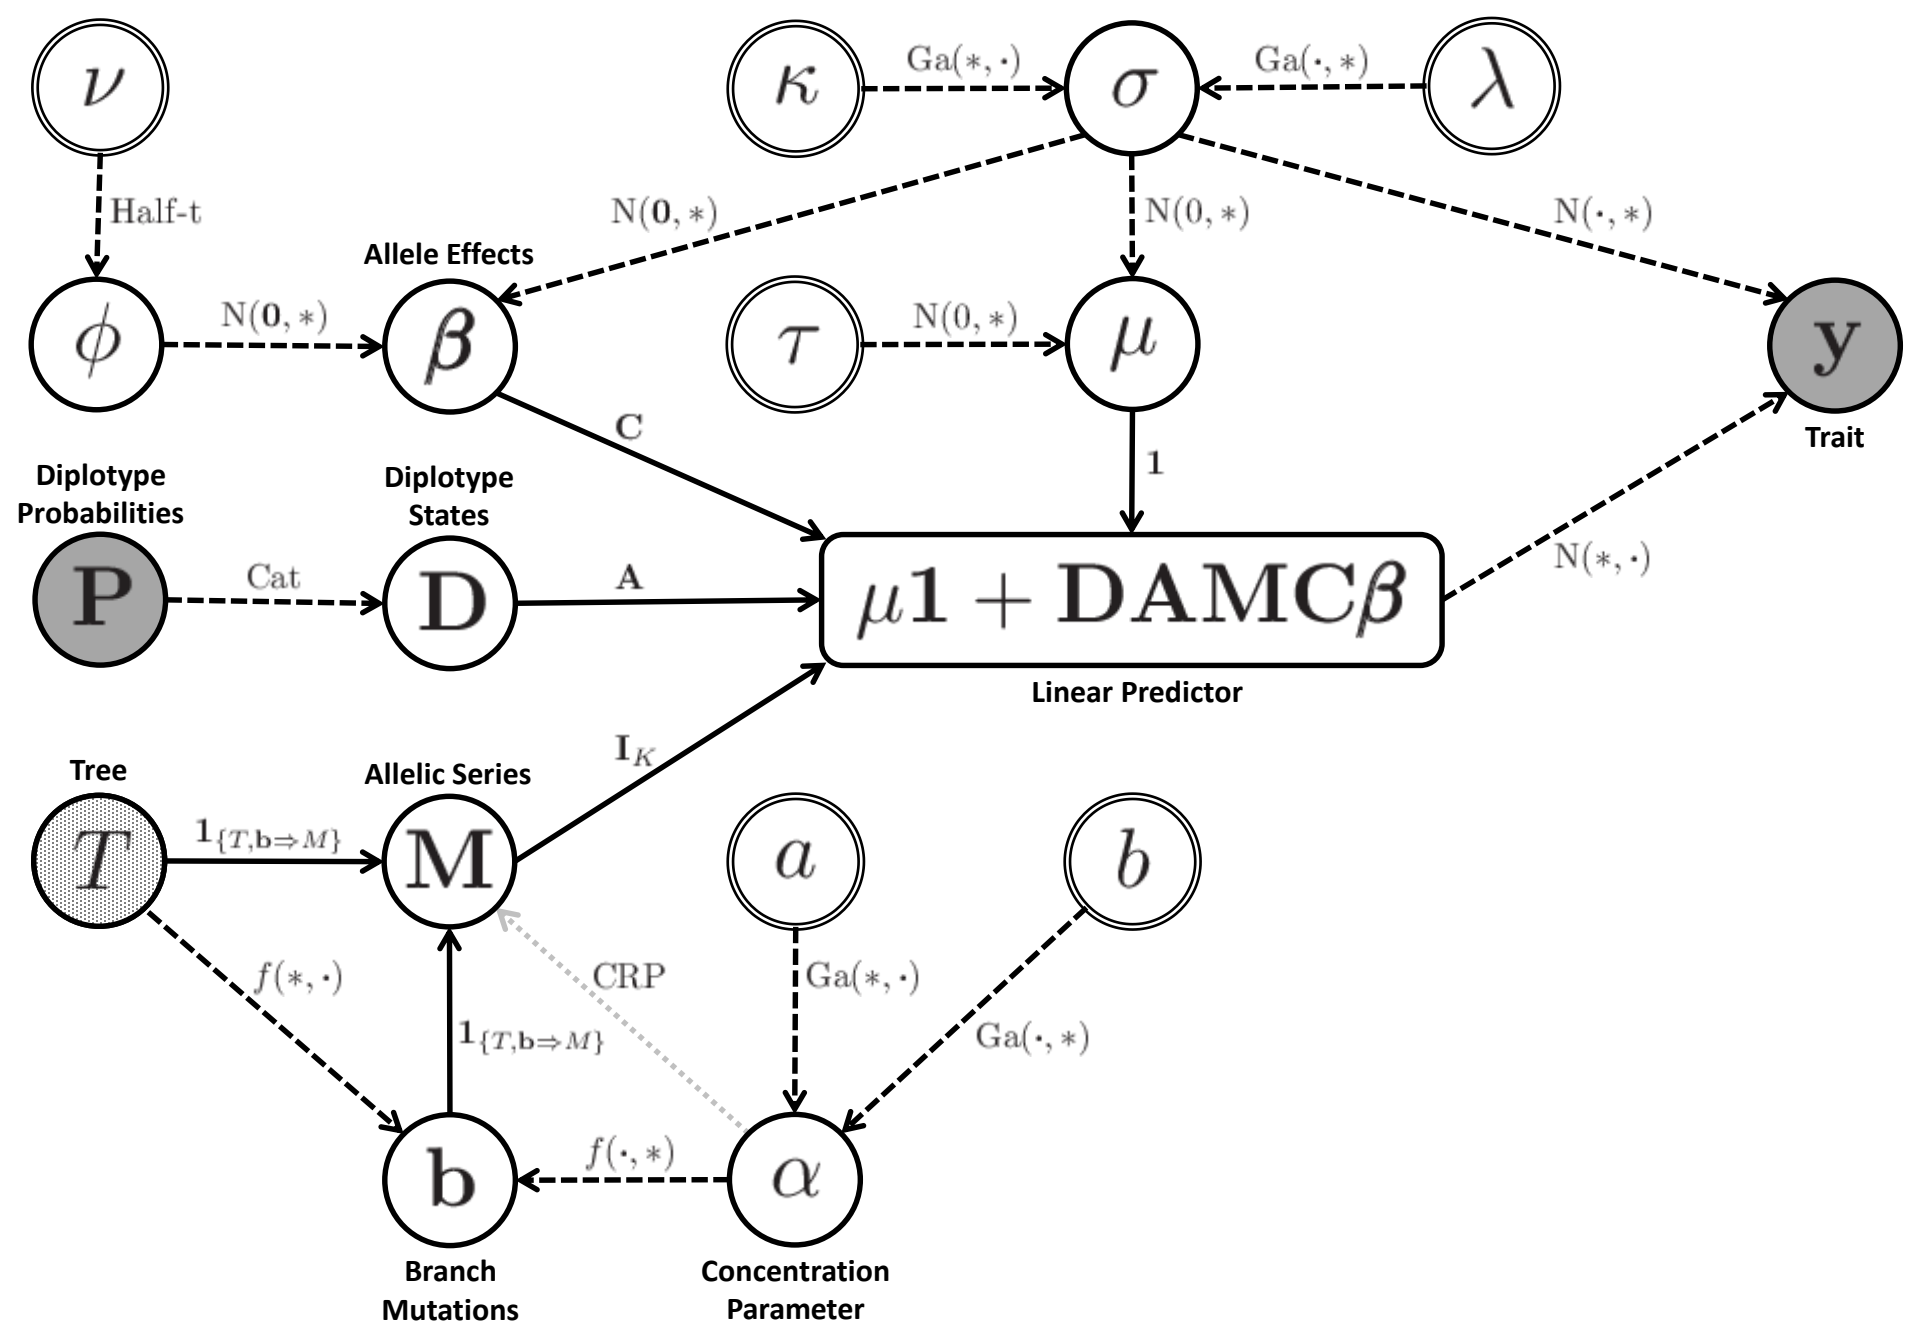 ν
κ
Ga(*, ·)
σ
Ga(·, *)
λ
Half-t
N(𝟎, *)
N(0, *)
N(·, *)
Allele Effects
ϕ
N(𝟎, *)
𝜷
τ
N(0, *)
μ
𝐲
Trait
𝐂
𝟏
Diplotype
Probabilities
Diplotype
States
𝐏
Cat
𝐃
𝐀
μ𝟏 + 𝐃𝐀𝐌𝐂𝜷
N(*, ·)
Linear Predictor
𝐈_K
Tree
Allelic Series
T
𝟏_{T,𝐛⇒M}
𝐌
a
b
f(*, ·)
CRP
Ga(*, ·)
𝟏_{T,𝐛⇒M}
Ga(·, *)
𝐛
f(·, *)
α
Branch
Mutations
Concentration
Parameter